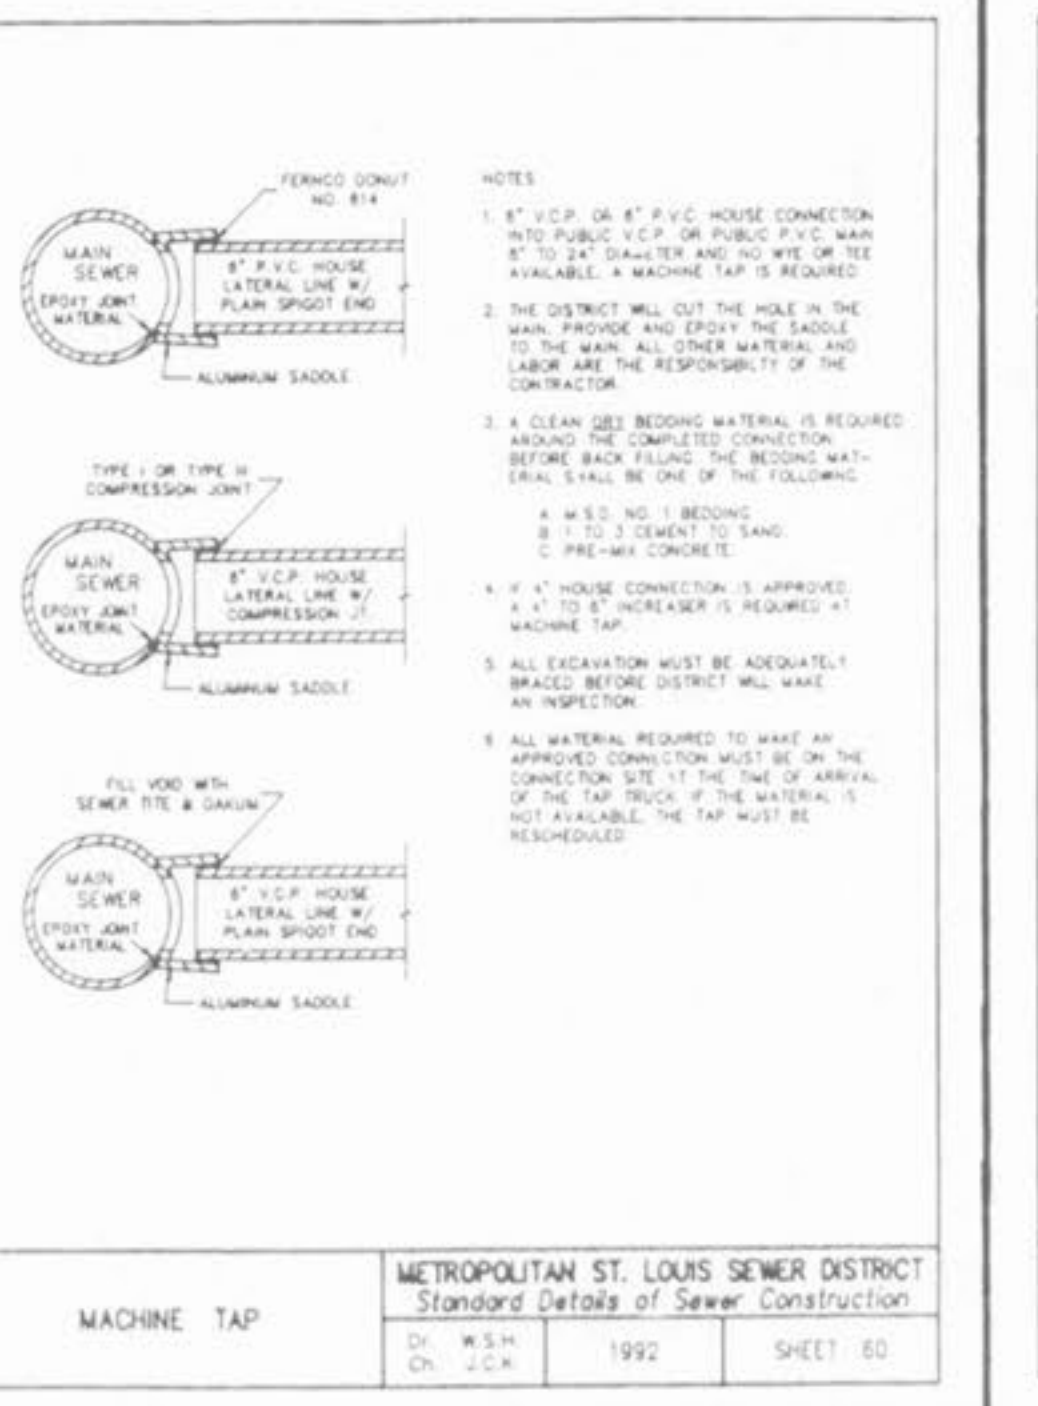 FERNCO DONUT
NO. 614
MAIN
SEWER
EPOXY JOINT
MATERIAL
6" P.V.C. HOUSE
LATERAL LINE W/
PLAIN SPIGOT END
ALUMINUM SADDLE
TYPE I OR TYPE III
COMPRESSION JOINT
MAIN
SEWER
EPOXY JOINT
MATERIAL
6" V.C.P. HOUSE
LATERAL LINE W/
COMPRESSION JT.
ALUMINUM SADDLE
FILL VOID WITH
SEWER TITE & OAKUM
MAIN
SEWER
EPOXY JOINT
MATERIAL
6" V.C.P. HOUSE
LATERAL LINE W/
PLAIN SPIGOT END
ALUMINUM SADDLE
NOTES
1. 6" V.C.P. OR 6" P.V.C. HOUSE CONNECTION
INTO PUBLIC V.C.P. OR PUBLIC P.V.C. MAIN
8" TO 24" DIAMETER AND NO WYE OR TEE
AVAILABLE, A MACHINE TAP IS REQUIRED.
2. THE DISTRICT WILL CUT THE HOLE IN THE
MAIN, PROVIDE AND EPOXY THE SADDLE
TO THE MAIN. ALL OTHER MATERIAL AND
LABOR ARE THE RESPONSIBILTY OF THE
CONTRACTOR.
3. A CLEAN DRY BEDDING MATERIAL IS REQUIRED
AROUND THE COMPLETED CONNECTION
BEFORE BACK FILLING. THE BEDDING MAT-
ERIAL SHALL BE ONE OF THE FOLLOWING
A. M.S.D. NO. 1 BEDDING
B. 1 TO 3 CEMENT TO SAND.
C. PRE-MIX CONCRETE.
4. IF 4" HOUSE CONNECTION IS APPROVED,
A 4" TO 6" INCREASER IS REQUIRED AT
MACHINE TAP.
5. ALL EXCAVATION MUST BE ADEQUATELY
BRACED BEFORE DISTRICT WILL MAKE
AN INSPECTION.
6. ALL MATERIAL REQUIRED TO MAKE AN
APPROVED CONNECTION MUST BE ON THE
CONNECTION SITE AT THE TIME OF ARRIVAL
OF THE TAP TRUCK. IF THE MATERIAL IS
NOT AVAILABLE, THE TAP MUST BE
RESCHEDULED.
MACHINE TAP
METROPOLITAN ST. LOUIS SEWER DISTRICT
Standard Details of Sewer Construction
Dr. W.S.H.
Ch. J.C.K.
1992
SHEET 60